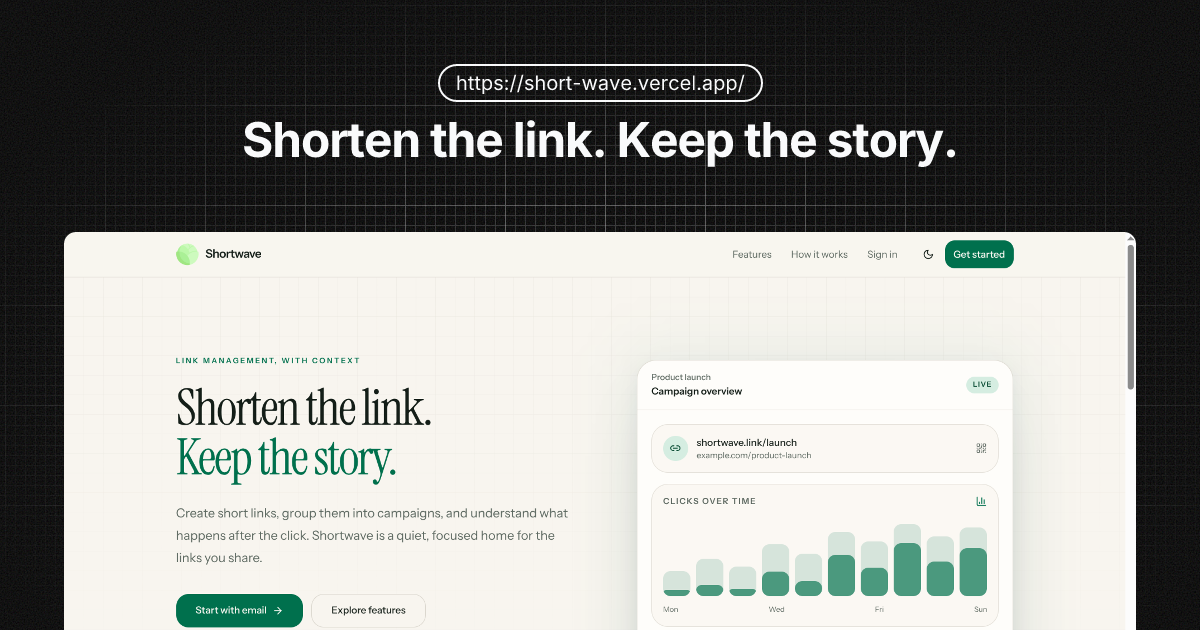 https://short-wave.vercel.app/
Shorten the link. Keep the story.
Shortwave
Features
How it works
Sign in
Get started
LINK MANAGEMENT, WITH CONTEXT
Shorten the link.
Keep the story.
Create short links, group them into campaigns, and understand what
happens after the click. Shortwave is a quiet, focused home for the
links you share.
Start with email →
Explore features
Product launch
Campaign overview
LIVE
shortwave.link/launch
example.com/product-launch
CLICKS OVER TIME
Mon
Wed
Fri
Sun